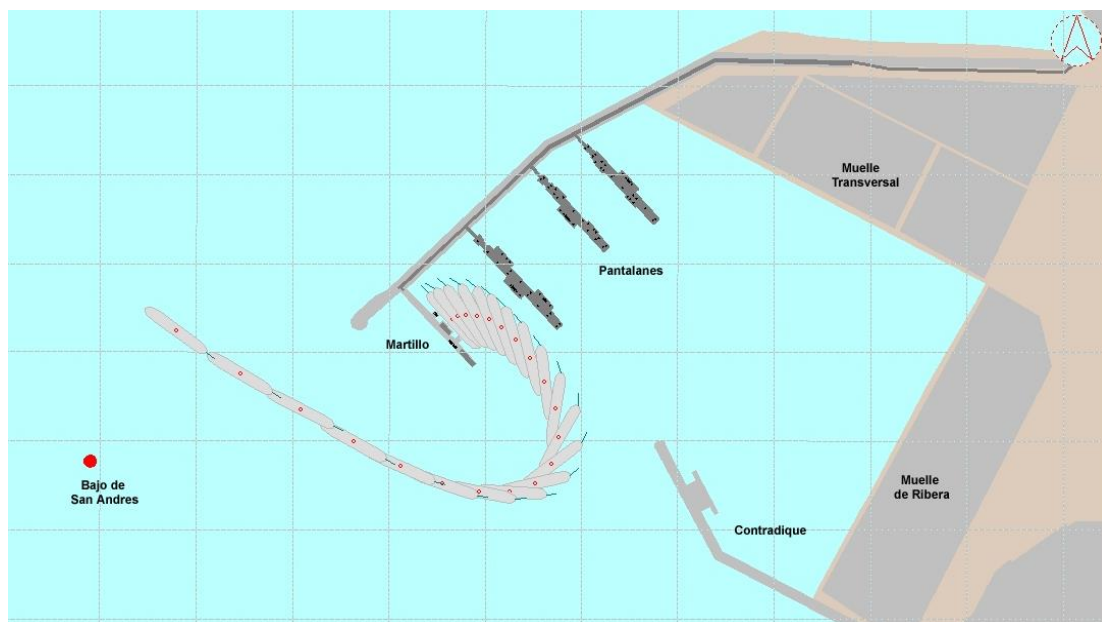 Muelle
Transversal
Pantalanes
Martillo
Bajo de
San Andres
Muelle
de Ribera
Contradique